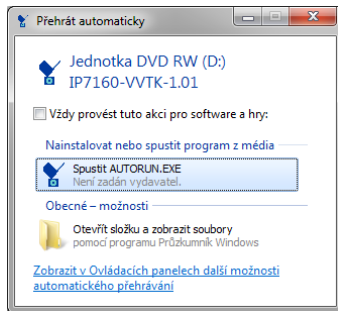 Přehrát automaticky
Jednotka DVD RW (D:)
IP7160-VVTK-1.01
Vždy provést tuto akci pro software a hry:
Nainstalovat nebo spustit program z média
Spustit AUTORUN.EXE
Není zadán vydavatel.
Obecné – možnosti
Otevřít složku a zobrazit soubory
pomocí programu Průzkumník Windows
Zobrazit v Ovládacích panelech další možnosti
automatického přehrávání